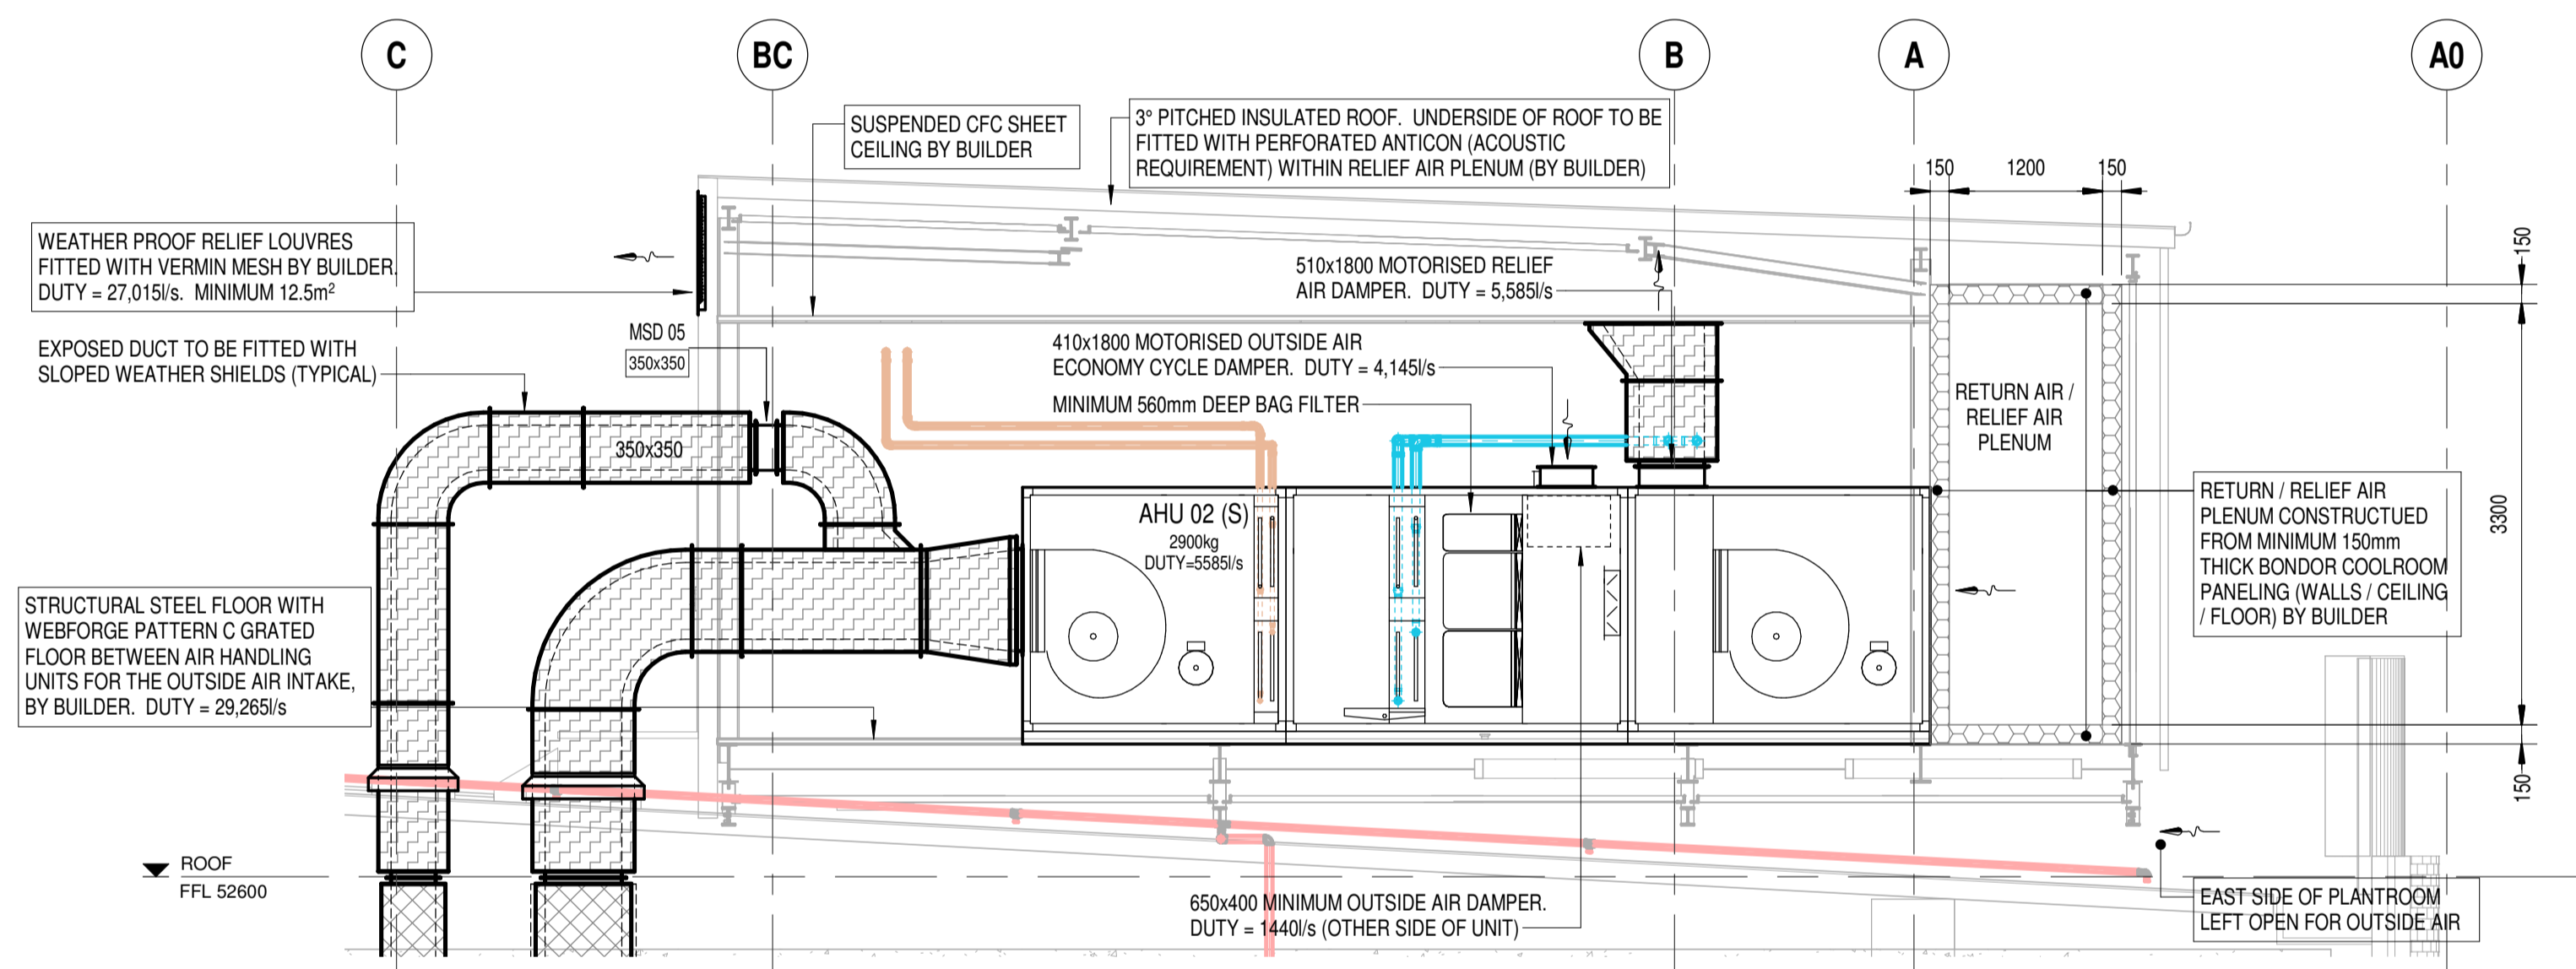 C
BC
B
A
A0
SUSPENDED CFC SHEET
CEILING BY BUILDER
3° PITCHED INSULATED ROOF. UNDERSIDE OF ROOF TO BE
FITTED WITH PERFORATED ANTICON (ACOUSTIC
REQUIREMENT) WITHIN RELIEF AIR PLENUM (BY BUILDER)
150
1200
150
WEATHER PROOF RELIEF LOUVRES
FITTED WITH VERMIN MESH BY BUILDER.
DUTY = 27,015l/s. MINIMUM 12.5m²
150
510x1800 MOTORISED RELIEF
AIR DAMPER. DUTY = 5,585l/s
MSD 05
350x350
EXPOSED DUCT TO BE FITTED WITH
SLOPED WEATHER SHIELDS (TYPICAL)
410x1800 MOTORISED OUTSIDE AIR
ECONOMY CYCLE DAMPER. DUTY = 4,145l/s
MINIMUM 560mm DEEP BAG FILTER
RETURN AIR /
RELIEF AIR
PLENUM
350x350
AHU 02 (S)
2900kg
DUTY=5585l/s
RETURN / RELIEF AIR
PLENUM CONSTRUCTUED
FROM MINIMUM 150mm
THICK BONDOR COOLROOM
PANELING (WALLS / CEILING
/ FLOOR) BY BUILDER
3300
STRUCTURAL STEEL FLOOR WITH
WEBFORGE PATTERN C GRATED
FLOOR BETWEEN AIR HANDLING
UNITS FOR THE OUTSIDE AIR INTAKE,
BY BUILDER. DUTY = 29,265l/s
150
ROOF
FFL 52600
650x400 MINIMUM OUTSIDE AIR DAMPER.
DUTY = 1440l/s (OTHER SIDE OF UNIT)
EAST SIDE OF PLANTROOM
LEFT OPEN FOR OUTSIDE AIR